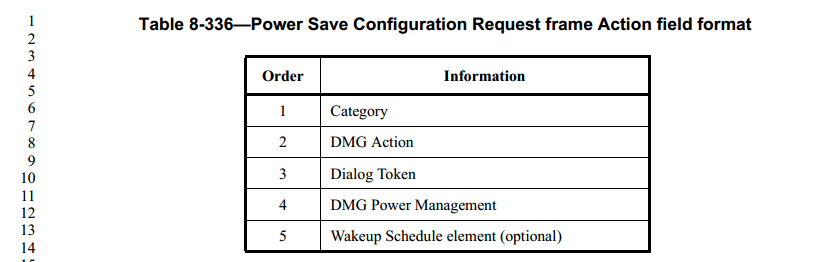 Table 8-336—Power Save Configuration Request frame Action field format
1
2
3
4
5
6
7
8
9
10
11
12
13
14
Order Information
1 Category
2 DMG Action
3 Dialog Token
4 DMG Power Management
5 Wakeup Schedule element (optional)